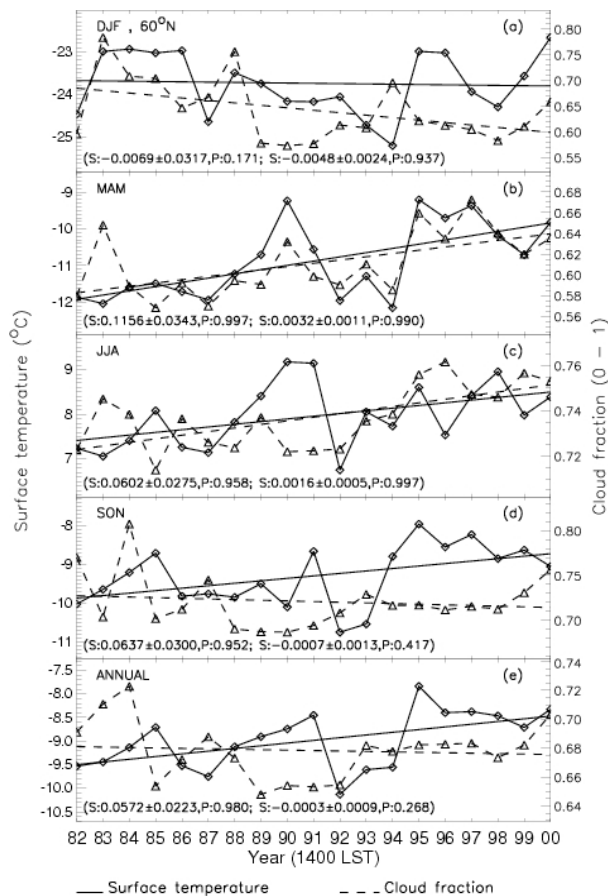 DJF , 60°N (a)
-23
-24
-25
0.80
0.75
0.70
0.65
0.60
0.55
(S:-0.0069±0.0317,P:0.171; S:-0.0048±0.0024,P:0.937)
MAM (b)
-9
-10
-11
-12
0.68
0.66
0.64
0.62
0.60
0.58
0.56
(S:0.1156±0.0343,P:0.997; S:0.0032±0.0011,P:0.990)
JJA (c)
9
8
7
0.76
0.74
0.72
(S:0.0602±0.0275,P:0.958; S:0.0016±0.0005,P:0.997)
SON (d)
-8
-9
-10
-11
0.80
0.75
0.70
(S:0.0637±0.0300,P:0.952; S:-0.0007±0.0013,P:0.417)
ANNUAL (e)
-7.5
-8.0
-8.5
-9.0
-9.5
-10.0
-10.5
0.74
0.72
0.70
0.68
0.66
0.64
(S:0.0572±0.0223,P:0.980; S:-0.0003±0.0009,P:0.268)
Surface temperature (°C)
Cloud fraction (0 - 1)
82 83 84 85 86 87 88 89 90 91 92 93 94 95 96 97 98 99 00
Year (1400 LST)
Surface temperature
Cloud fraction